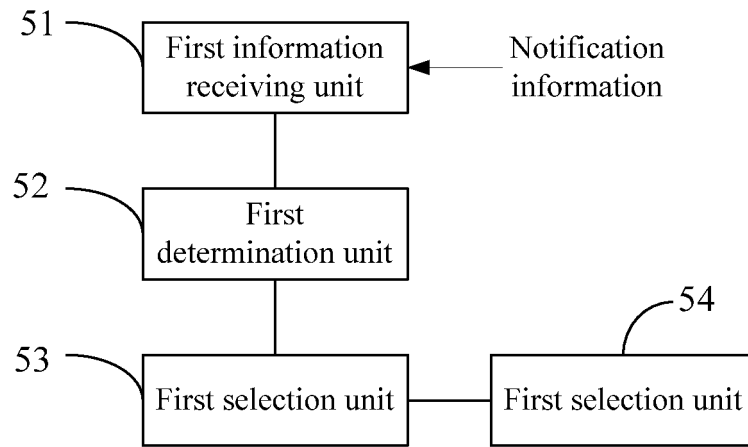 51
First information
receiving unit
Notification
information
52
First
determination unit
53
First selection unit
54
First selection unit